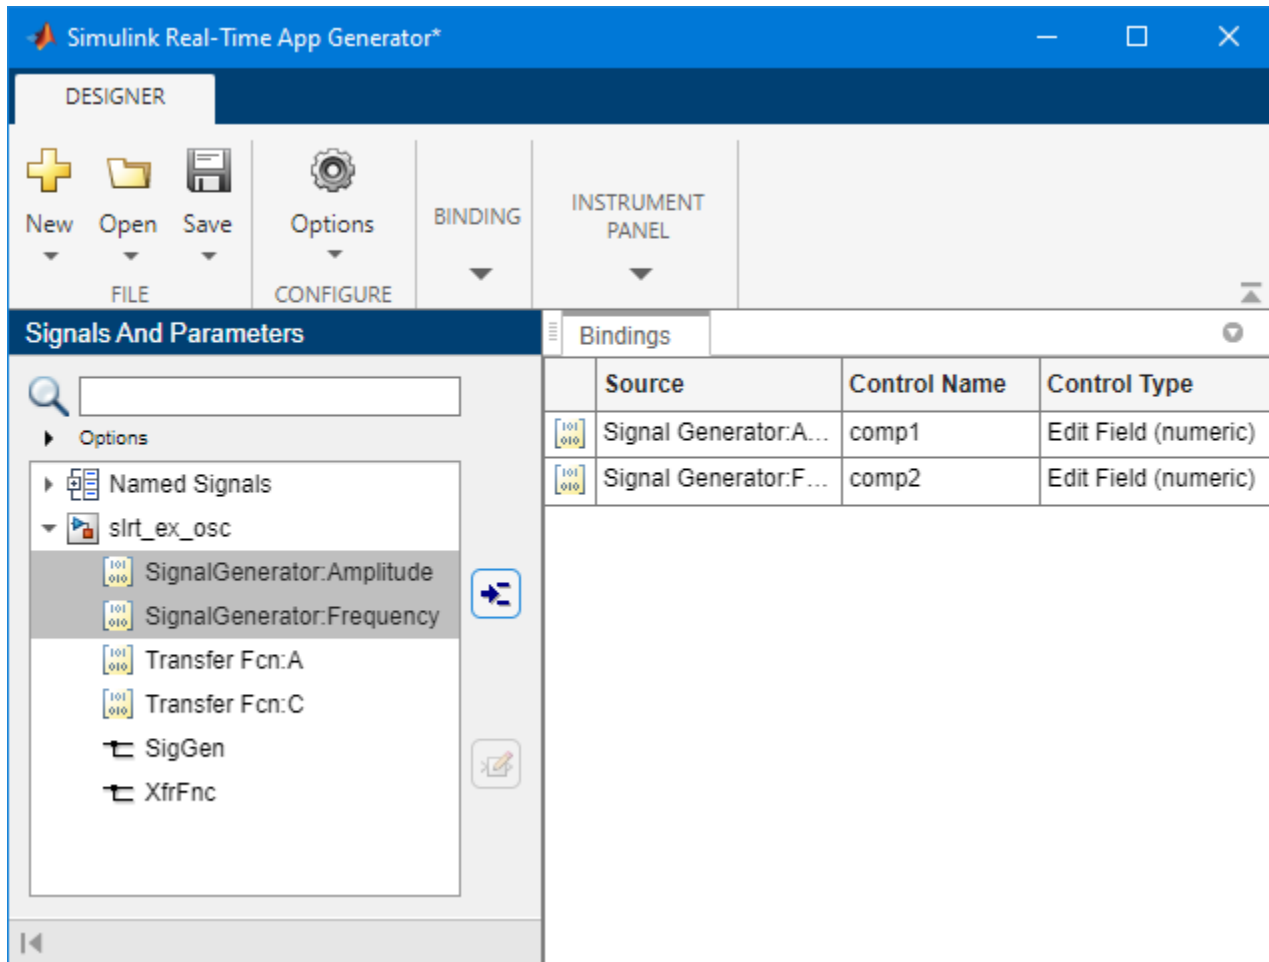 Simulink Real-Time App Generator*
DESIGNER
New Open Save Options
BINDING
INSTRUMENT
PANEL
FILE CONFIGURE
Signals And Parameters
Bindings
Source Control Name Control Type
Options
Signal Generator:A... comp1 Edit Field (numeric)
Signal Generator:F... comp2 Edit Field (numeric)
Named Signals
slrt_ex_osc
SignalGenerator:Amplitude
SignalGenerator:Frequency
Transfer Fcn:A
Transfer Fcn:C
SigGen
XfrFnc